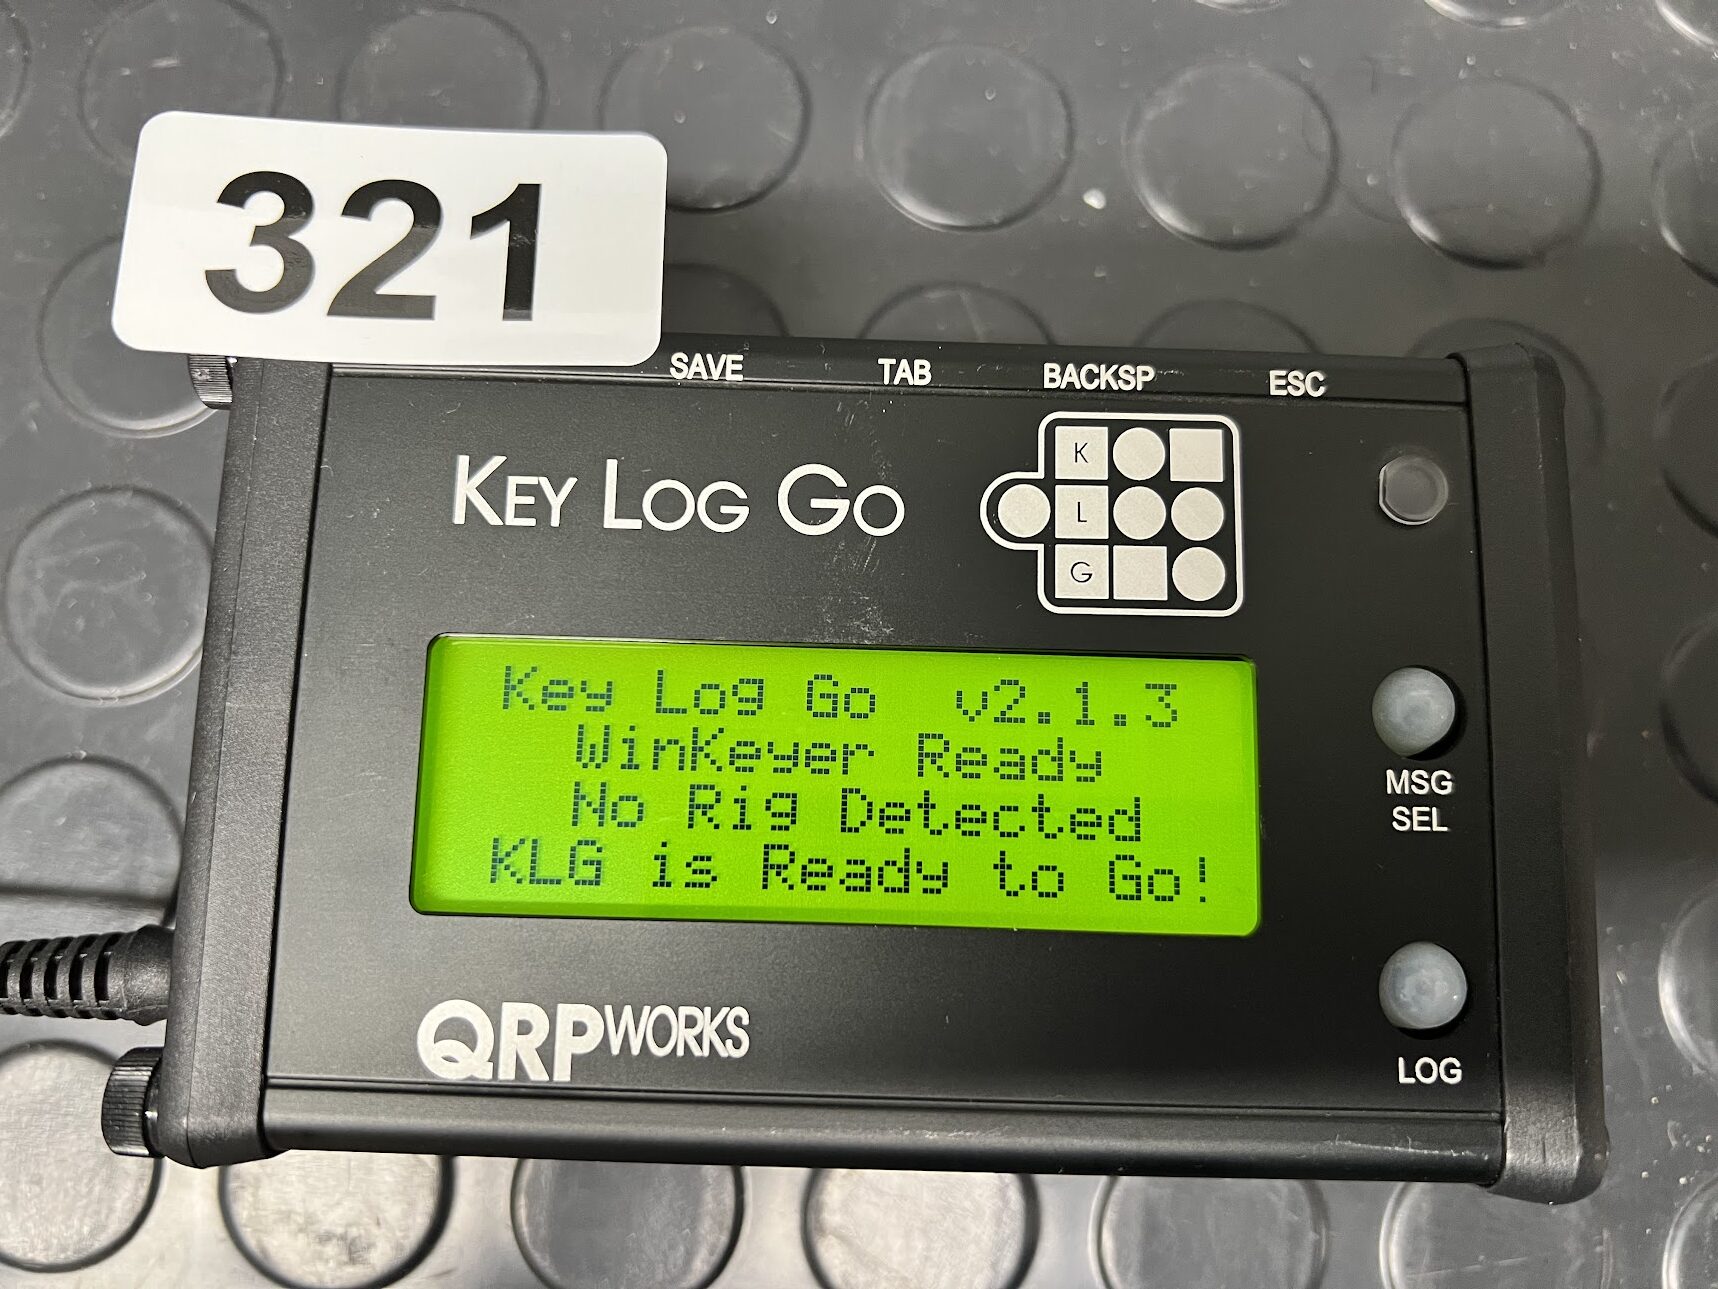 321
SAVE TAB BACKSP ESC
KEY LOG GO
K
L
G
Key Log Go v2.1.3
WinKeyer Ready
No Rig Detected
KLG is Ready to Go!
MSG
SEL
QRPWORKS
LOG